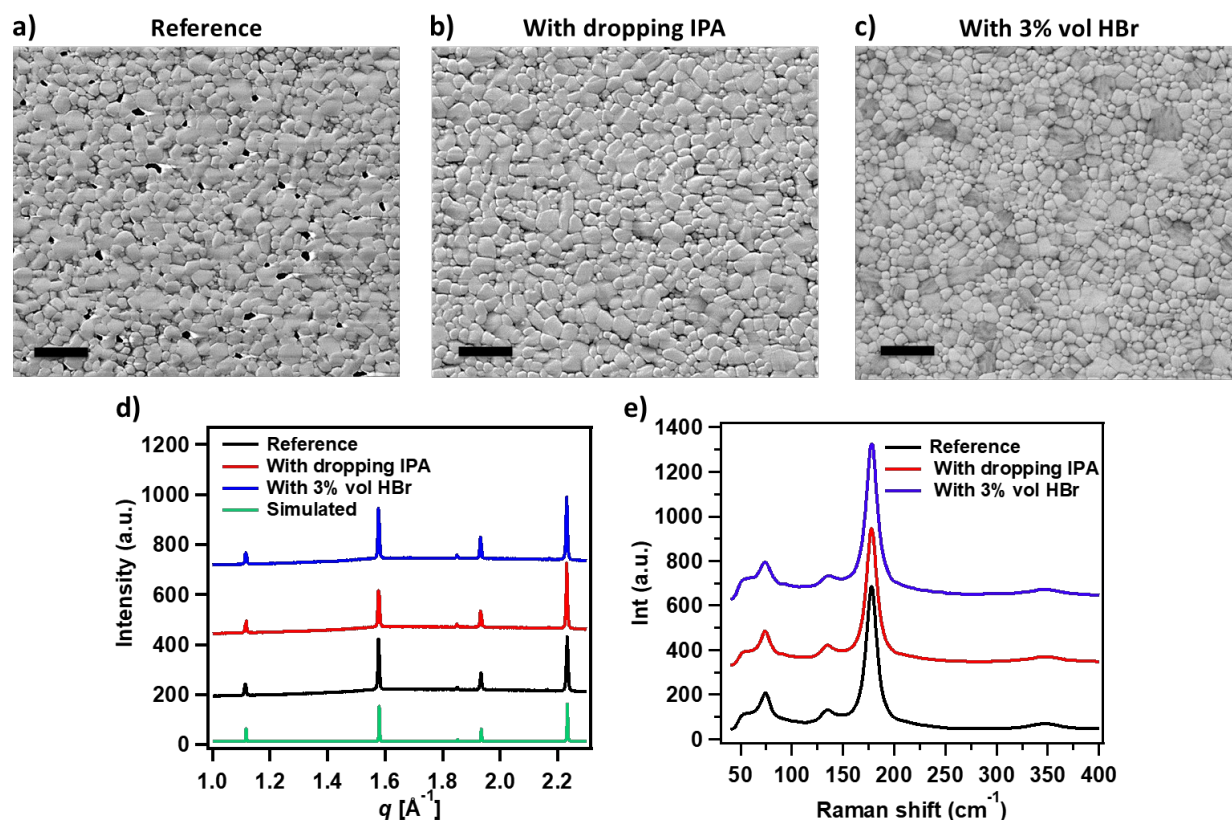 a) Reference
b) With dropping IPA
c) With 3% vol HBr
d)
1200
1000
800
600
400
200
0
Intensity (a.u.)
Reference
With dropping IPA
With 3% vol HBr
Simulated
1.0 1.2 1.4 1.6 1.8 2.0 2.2
q [Å⁻¹]
e)
1400
1200
1000
800
600
400
200
0
Int (a.u.)
Reference
With dropping IPA
With 3% vol HBr
50 100 150 200 250 300 350 400
Raman shift (cm⁻¹)